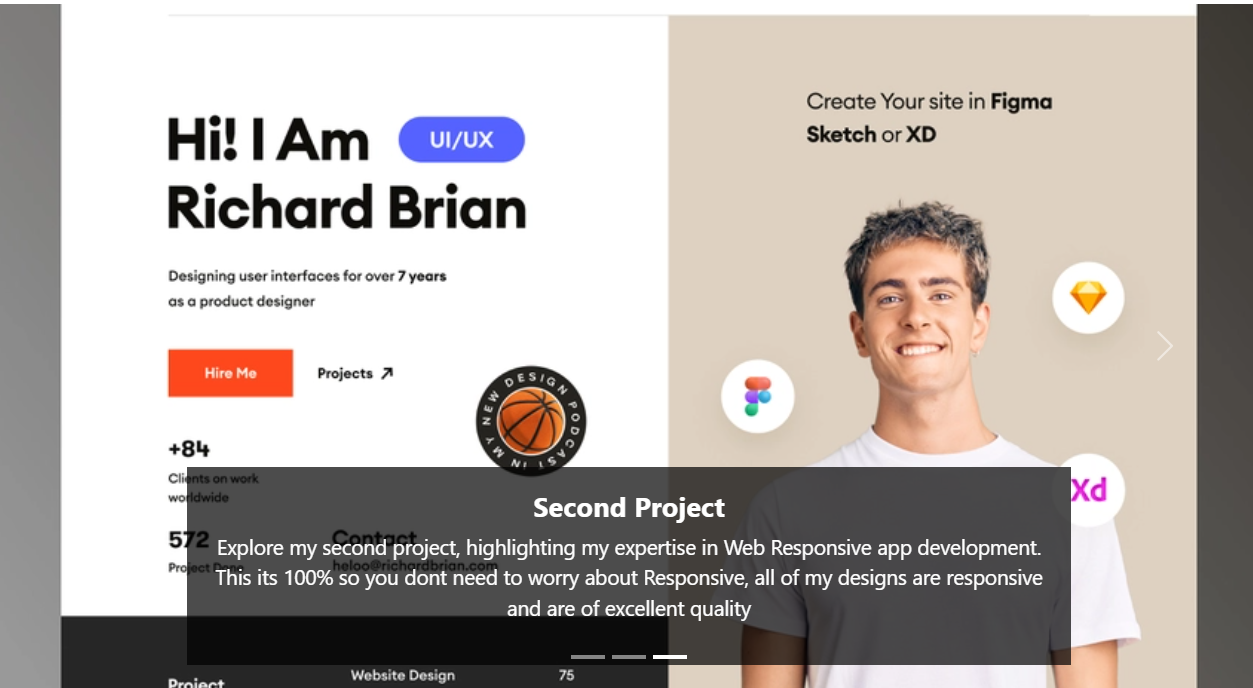 Create Your site in Figma
Sketch or XD
Hi! I Am
UI/UX
Richard Brian
Designing user interfaces for over 7 years
as a product designer
Hire Me
Projects
MY NEW DESIGN PODCAST IN
+84
Clients on work
worldwide
572
Project Done
Contact
heloo@richardbrian.com
Xd
Second Project
Explore my second project, highlighting my expertise in Web Responsive app development.
This its 100% so you dont need to worry about Responsive, all of my designs are responsive
and are of excellent quality
Project
Website Design
75